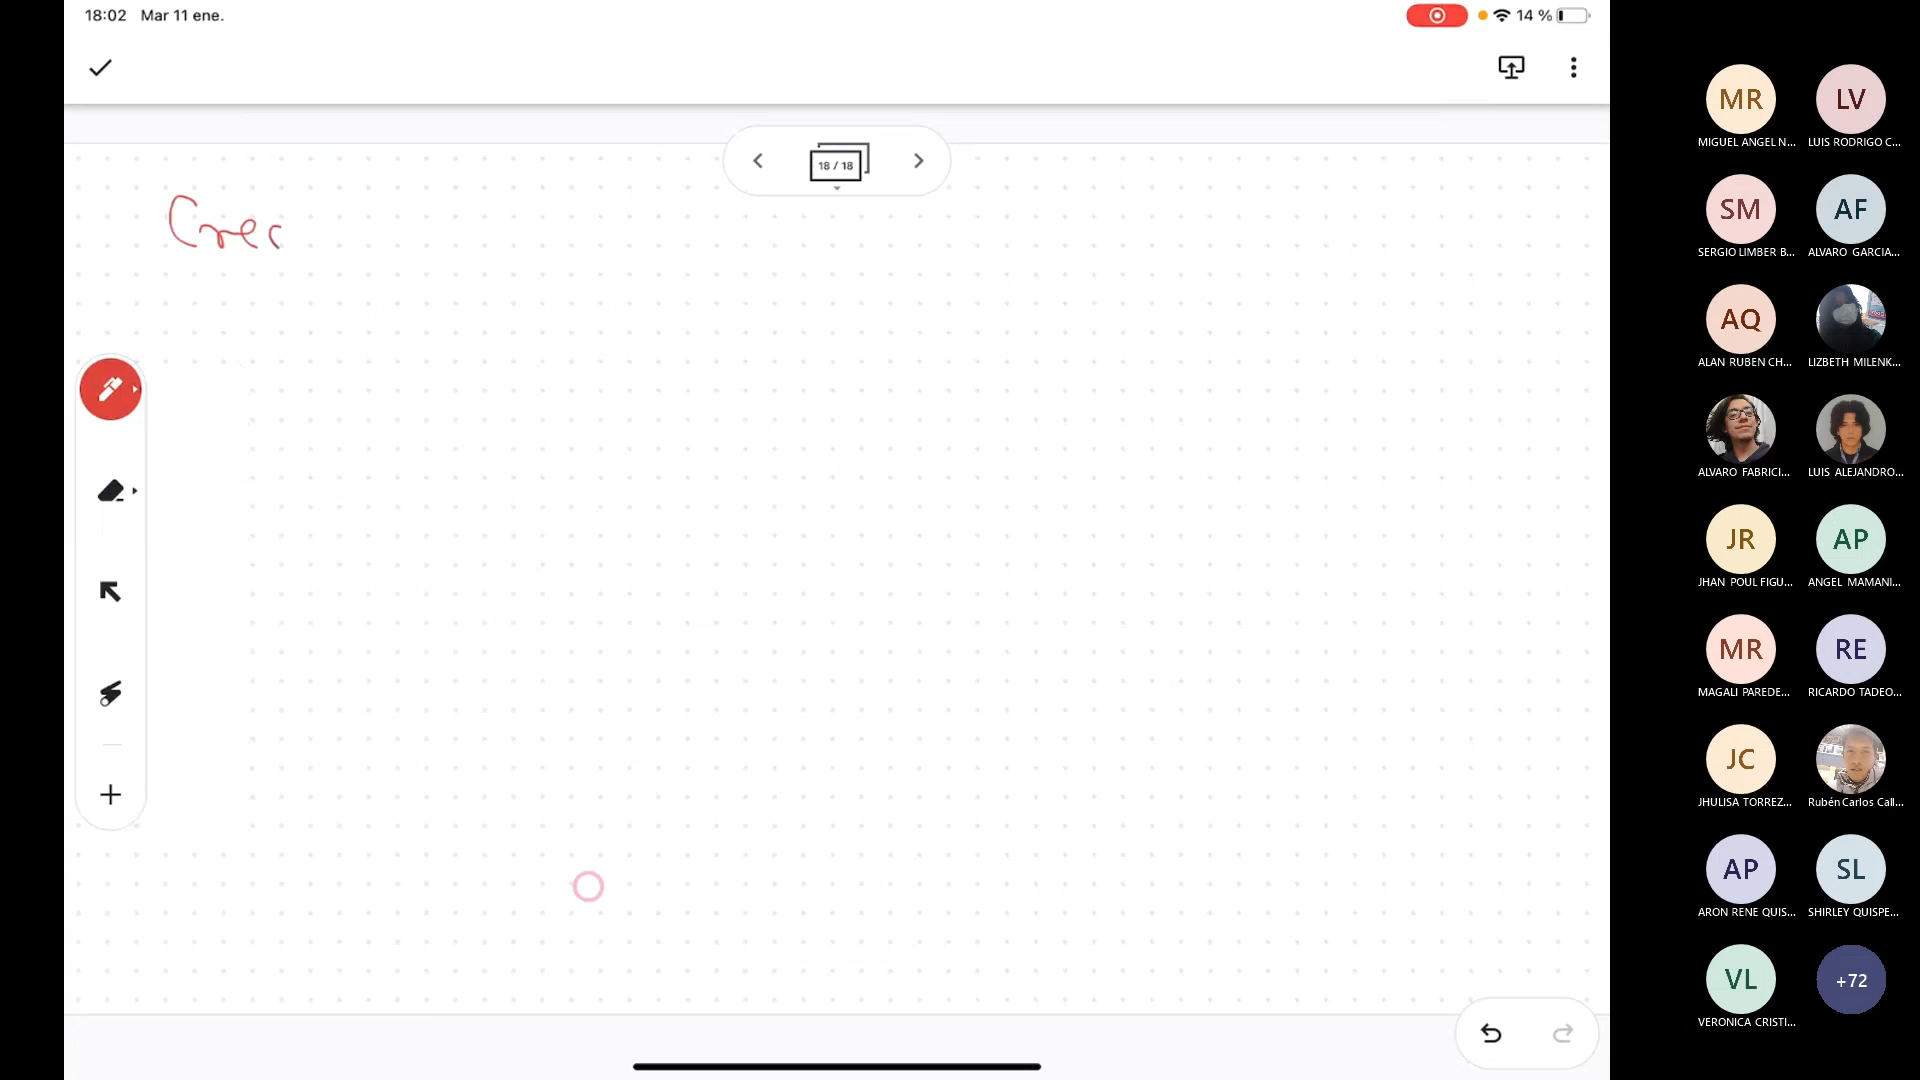 18:02 Mar 11 ene.
14 %
18 / 18
Crec
MR LV
MIGUEL ANGEL N... LUIS RODRIGO C...
SM AF
SERGIO LIMBER B... ALVARO GARCIA...
AQ
ALAN RUBEN CH... LIZBETH MILENK...
ALVARO FABRICI... LUIS ALEJANDRO...
JR AP
JHAN POUL FIGU... ANGEL MAMANI...
MR RE
MAGALI PAREDE... RICARDO TADEO...
JC
JHULISA TORREZ... Rubén Carlos Call...
AP SL
ARON RENE QUIS... SHIRLEY QUISPE...
VL +72
VERONICA CRISTI...